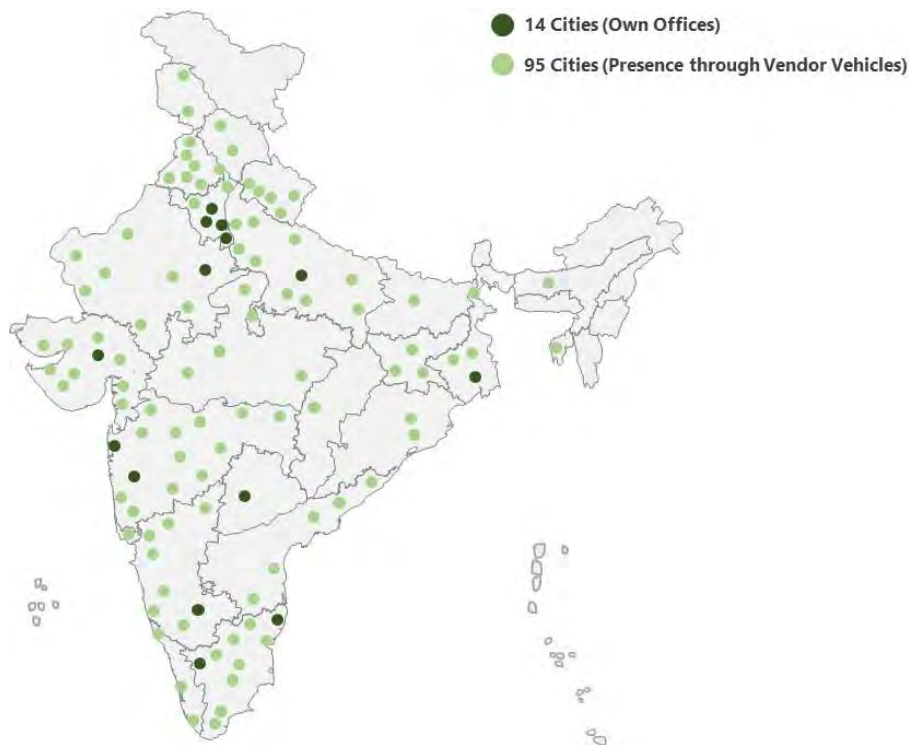 14 Cities (Own Offices)
95 Cities (Presence through Vendor Vehicles)